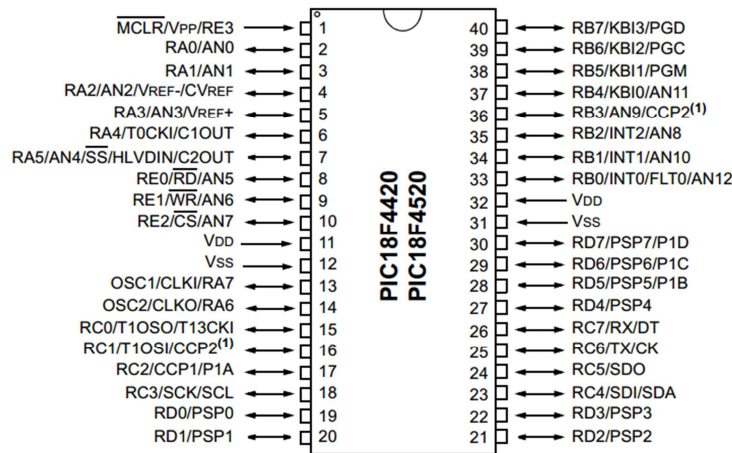 MCLR/VPP/RE3 1
RA0/AN0 2
RA1/AN1 3
RA2/AN2/VREF-/CVREF 4
RA3/AN3/VREF+ 5
RA4/T0CKI/C1OUT 6
RA5/AN4/SS/HLVDIN/C2OUT 7
RE0/RD/AN5 8
RE1/WR/AN6 9
RE2/CS/AN7 10
VDD 11
VSS 12
OSC1/CLKI/RA7 13
OSC2/CLKO/RA6 14
RC0/T1OSO/T13CKI 15
RC1/T1OSI/CCP2(1) 16
RC2/CCP1/P1A 17
RC3/SCK/SCL 18
RD0/PSP0 19
RD1/PSP1 20
PIC18F4420
PIC18F4520
40 RB7/KBI3/PGD
39 RB6/KBI2/PGC
38 RB5/KBI1/PGM
37 RB4/KBI0/AN11
36 RB3/AN9/CCP2(1)
35 RB2/INT2/AN8
34 RB1/INT1/AN10
33 RB0/INT0/FLT0/AN12
32 VDD
31 VSS
30 RD7/PSP7/P1D
29 RD6/PSP6/P1C
28 RD5/PSP5/P1B
27 RD4/PSP4
26 RC7/RX/DT
25 RC6/TX/CK
24 RC5/SDO
23 RC4/SDI/SDA
22 RD3/PSP3
21 RD2/PSP2